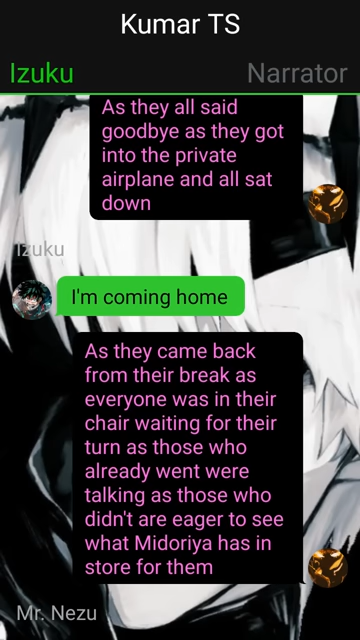 Kumar TS
Izuku Narrator
As they all said
goodbye as they got
into the private
airplane and all sat
down
Izuku
I'm coming home
As they came back
from their break as
everyone was in their
chair waiting for their
turn as those who
already went were
talking as those who
didn't are eager to see
what Midoriya has in
store for them
Mr. Nezu